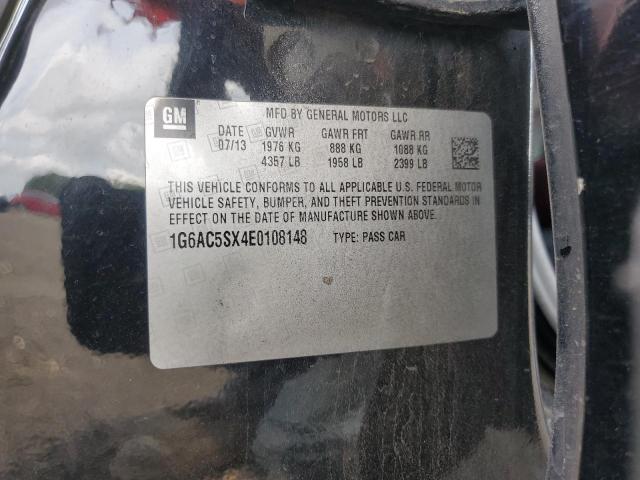 GM
MFD BY GENERAL MOTORS LLC
DATE GVWR GAWR FRT GAWR RR
07/13 1976 KG 888 KG 1088 KG
4357 LB 1958 LB 2399 LB
THIS VEHICLE CONFORMS TO ALL APPLICABLE U.S. FEDERAL MOTOR
VEHICLE SAFETY, BUMPER, AND THEFT PREVENTION STANDARDS IN
EFFECT ON THE DATE OF MANUFACTURE SHOWN ABOVE.
1G6AC5SX4E0108148 TYPE: PASS CAR